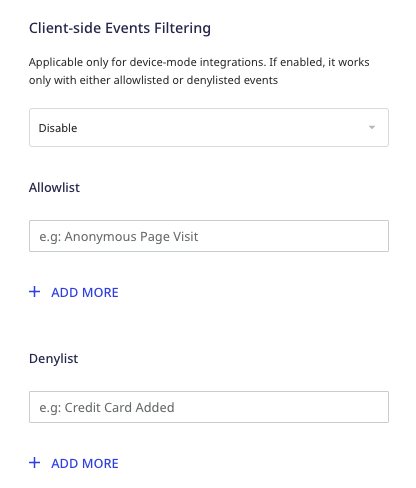 Client-side Events Filtering
Applicable only for device-mode integrations. If enabled, it works
only with either allowlisted or denylisted events
Disable
Allowlist
e.g: Anonymous Page Visit
+ ADD MORE
Denylist
e.g: Credit Card Added
+ ADD MORE